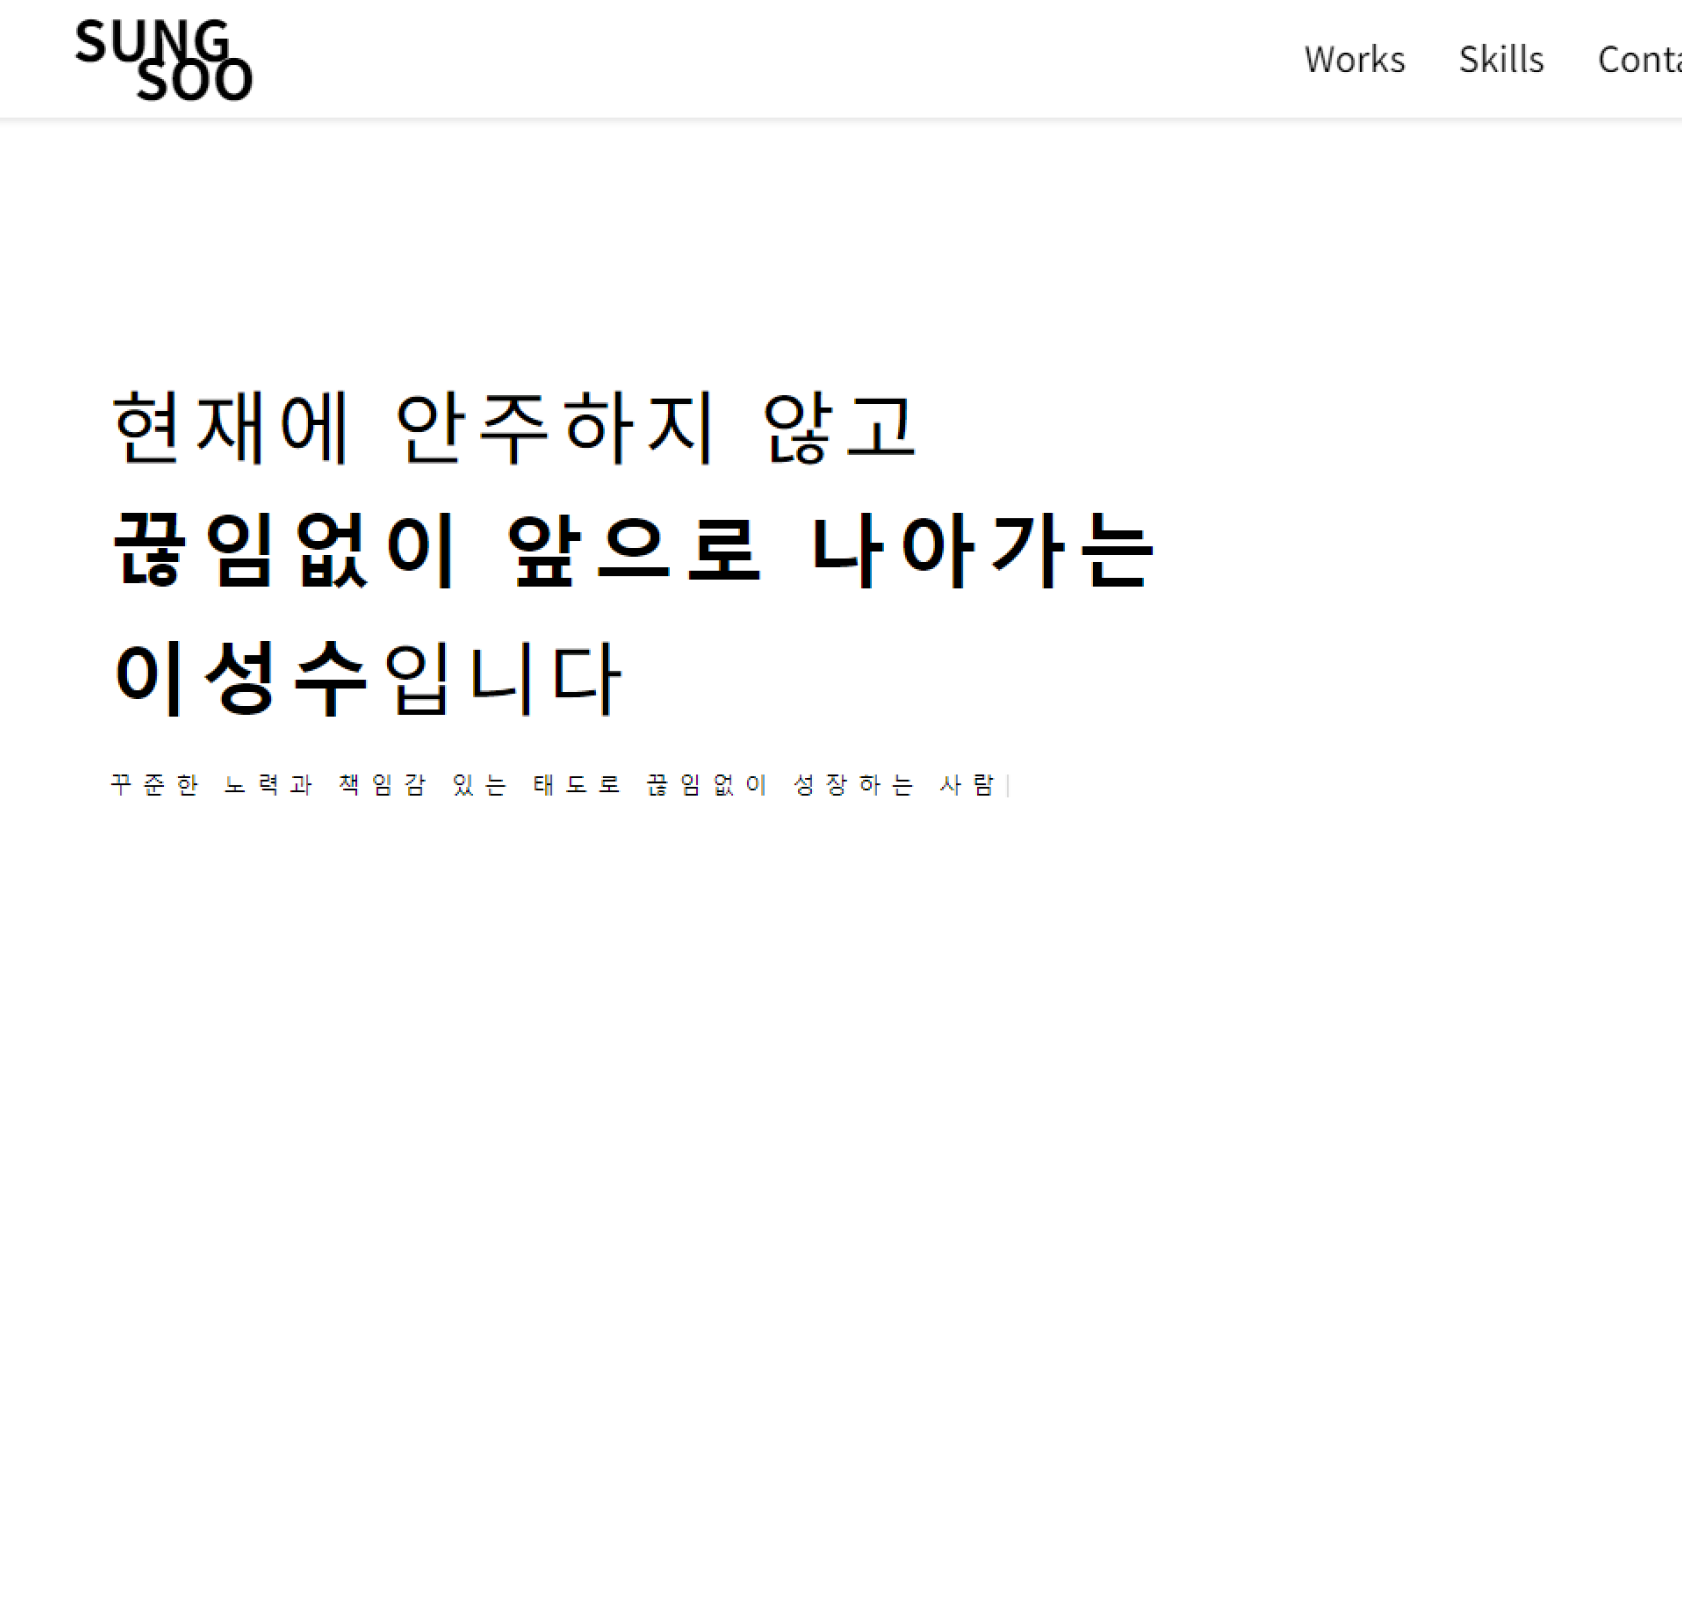 SUNG
SOO
Works Skills Conta
현재에 안주하지 않고
끊임없이 앞으로 나아가는
이성수입니다
꾸준한 노력과 책임감 있는 태도로 끊임없이 성장하는 사람